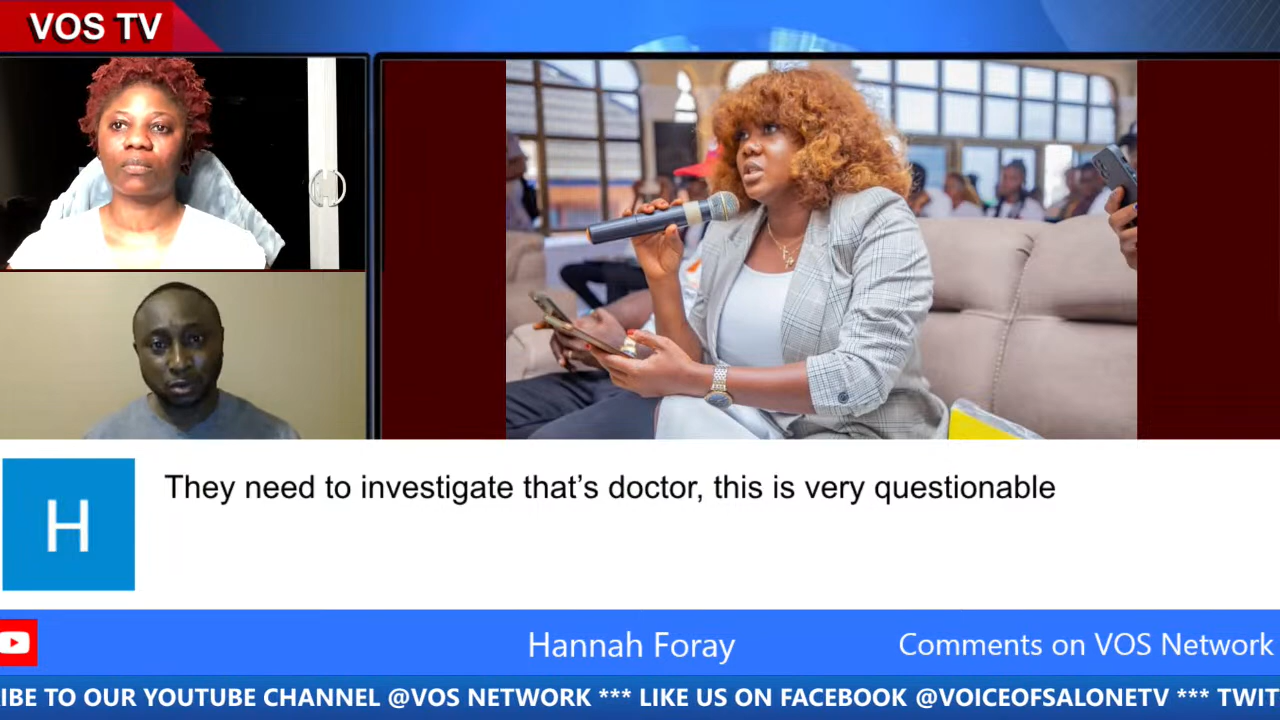 VOS TV
They need to investigate that’s doctor, this is very questionable
H
Hannah Foray
Comments on VOS Network
IBE TO OUR YOUTUBE CHANNEL @VOS NETWORK *** LIKE US ON FACEBOOK @VOICEOFSALONETV *** TWIT